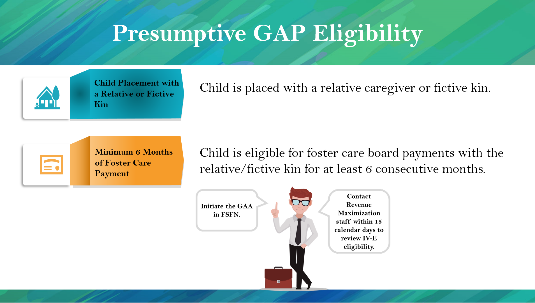 Presumptive GAP Eligibility
Child Placement with
a Relative or Fictive
Kin
Child is placed with a relative caregiver or fictive kin.
Minimum 6 Months
of Foster Care
Payment
Child is eligible for foster care board payments with the
relative/fictive kin for at least 6 consecutive months.
Initiate the GAA
in FSFN.
Contact
Revenue
Maximization
staff within 15
calendar days to
review IV-E
eligibility.